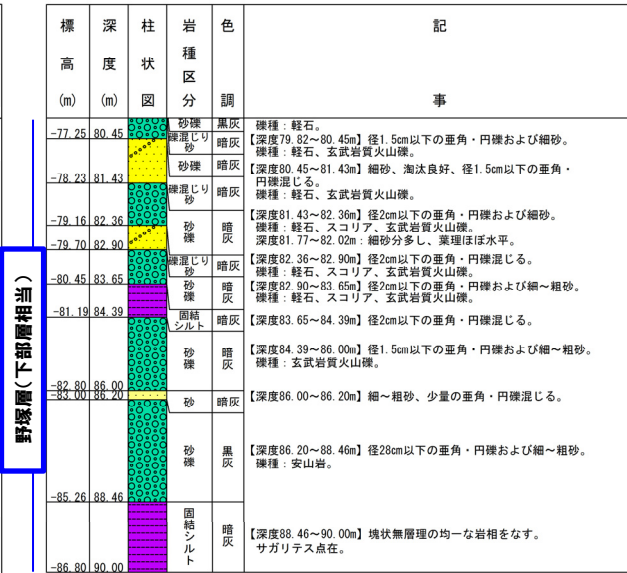 標高(m) 深度(m) 柱状図 岩種区分 色調 記事
砂礫 黒灰 礫種：軽石。
-77.25 80.45
礫混じり砂 暗灰 【深度79.82～80.45m】径1.5cm以下の亜角・円礫および細砂。
礫種：軽石、玄武岩質火山礫。
砂礫 暗灰 【深度80.45～81.43m】細砂、淘汰良好、径1.5cm以下の亜角・
円礫混じる。
-78.23 81.43
礫種：軽石、玄武岩質火山礫。
礫混じり砂 暗灰
-79.16 82.36
砂礫 暗灰 【深度81.43～82.36m】径2cm以下の亜角・円礫および細砂。
礫種：軽石、スコリア、玄武岩質火山礫。
深度81.77～82.02m：細砂分多し、葉理ほぼ水平。
-79.70 82.90
礫混じり砂 暗灰 【深度82.36～82.90m】径2cm以下の亜角・円礫混じる。
礫種：軽石、スコリア、玄武岩質火山礫。
-80.45 83.65
砂礫 暗灰 【深度82.90～83.65m】径2cm以下の亜角・円礫および細～粗砂。
礫種：軽石、スコリア、玄武岩質火山礫。
-81.19 84.39
固結シルト 暗灰 【深度83.65～84.39m】径2cm以下の亜角・円礫混じる。
砂礫 暗灰 【深度84.39～86.00m】径1.5cm以下の亜角・円礫および細～粗砂。
礫種：玄武岩質火山礫。
-82.80 86.00
-83.00 86.20
砂 暗灰 【深度86.00～86.20m】細～粗砂、少量の亜角・円礫混じる。
砂礫 黒灰 【深度86.20～88.46m】径28cm以下の亜角・円礫および細～粗砂。
礫種：安山岩。
-85.26 88.46
固結シルト 暗灰 【深度88.46～90.00m】塊状無層理の均一な岩相をなす。
サガリテス点在。
-86.80 90.00
野塚層(下部層相当)